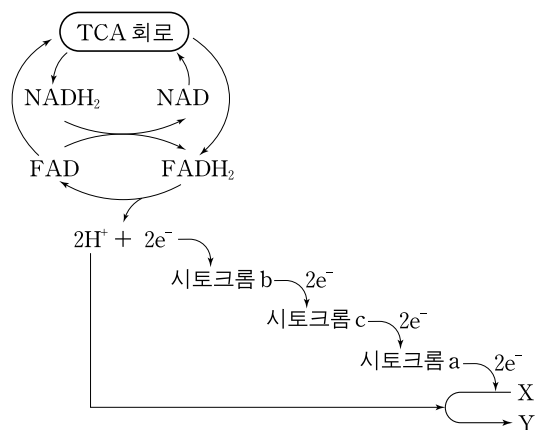 TCA 회로
NADH₂ NAD
FAD FADH₂
2H⁺ + 2e⁻
시토크롬 b 2e⁻
시토크롬 c 2e⁻
시토크롬 a 2e⁻
X
Y